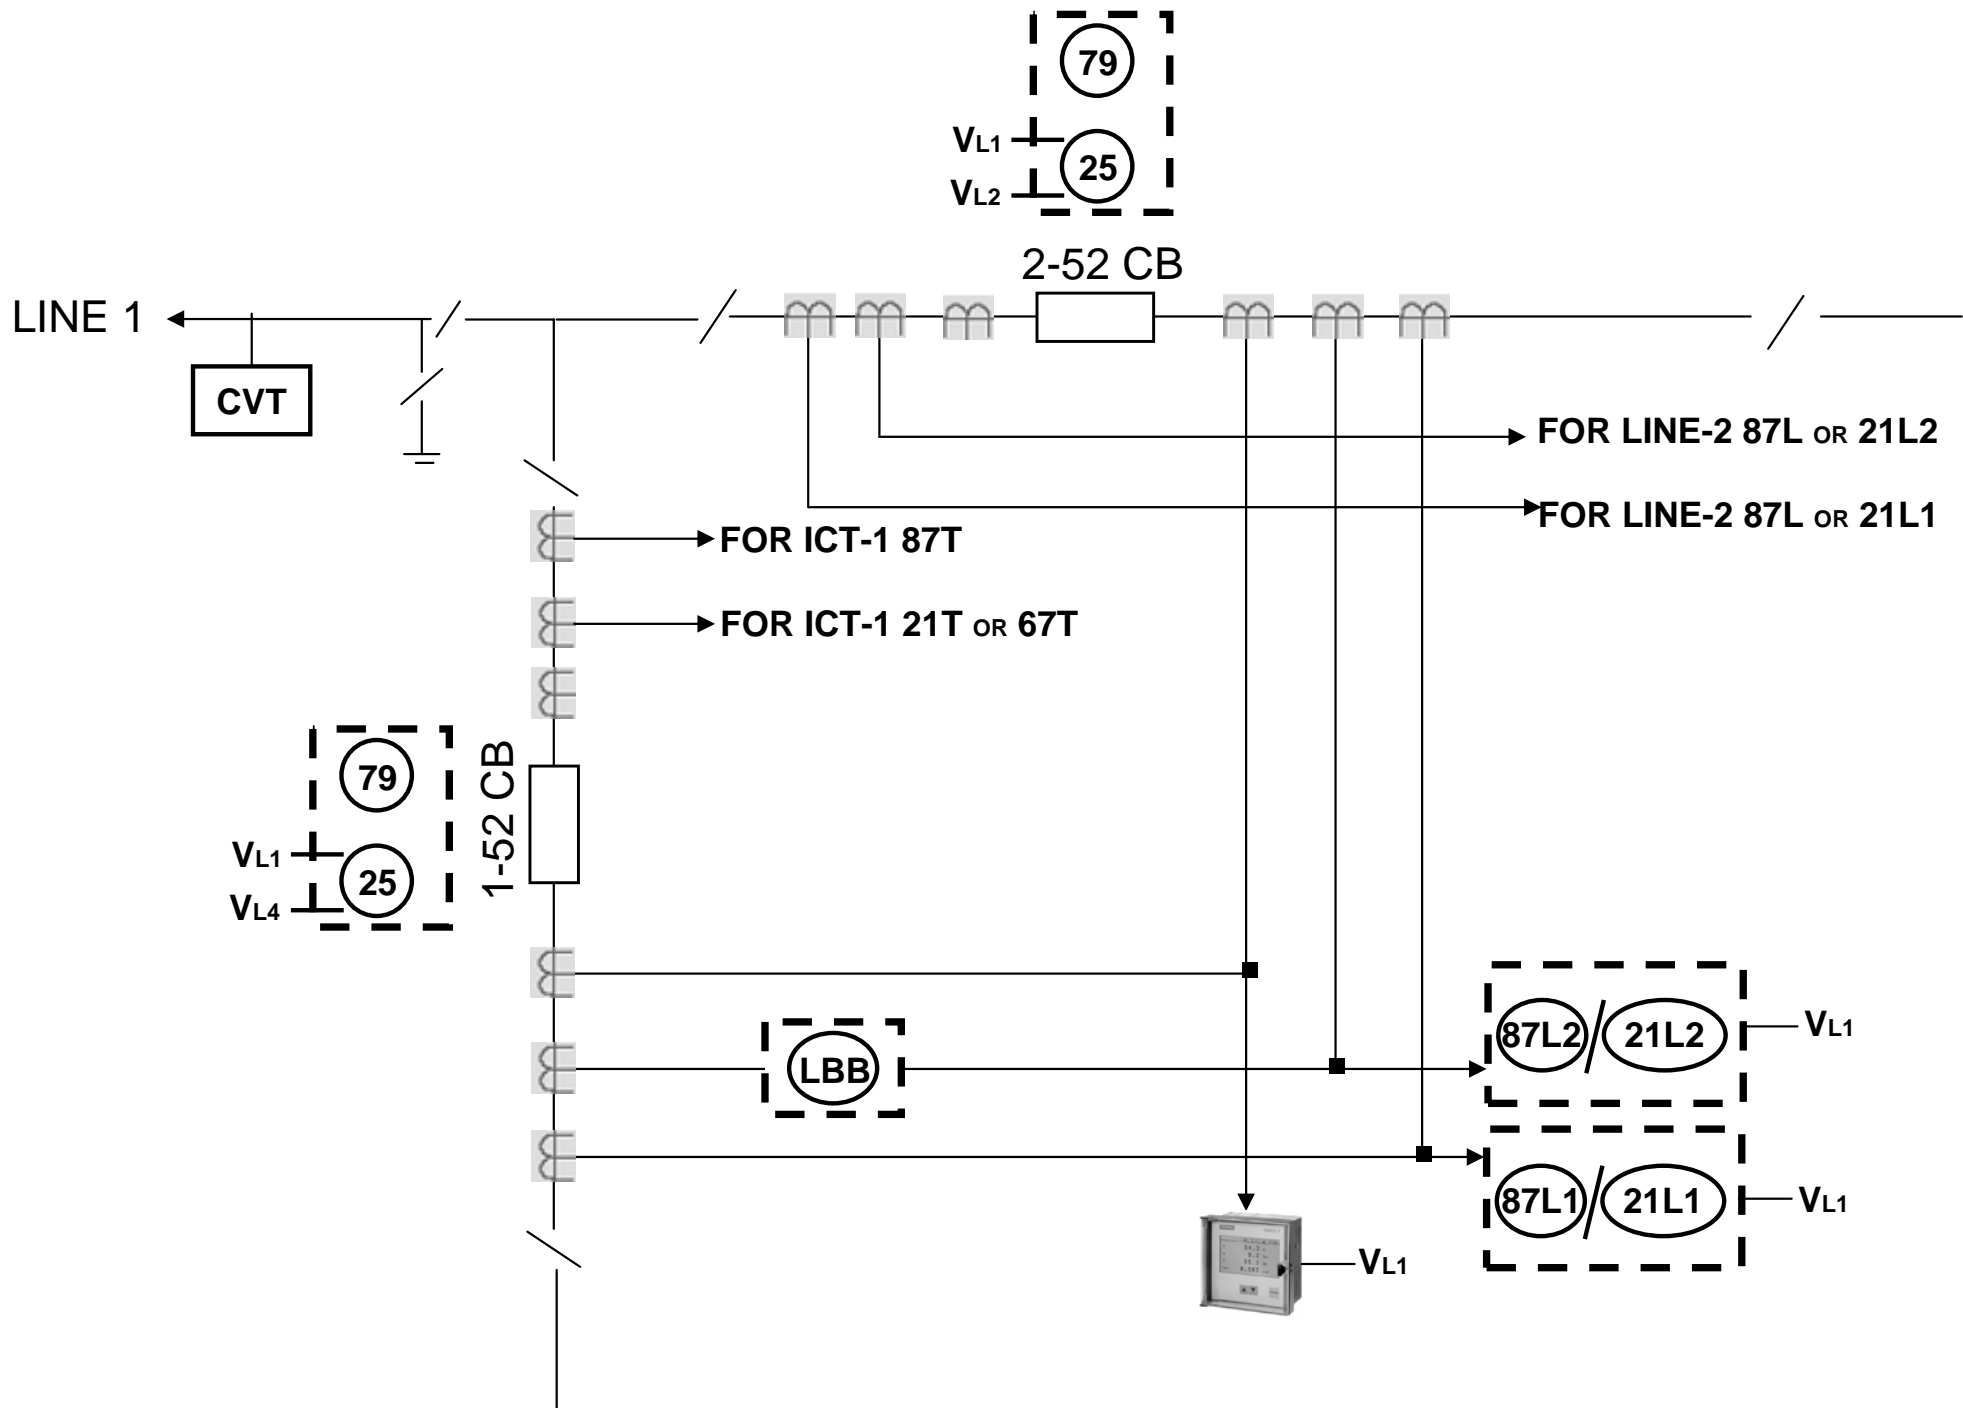 79
VL1
25
VL2
2-52 CB
LINE 1
CVT
FOR LINE-2 87L OR 21L2
FOR LINE-2 87L OR 21L1
FOR ICT-1 87T
FOR ICT-1 21T OR 67T
79
1-52 CB
VL1
25
VL4
87L2 / 21L2
VL1
LBB
87L1 / 21L1
VL1
VL1